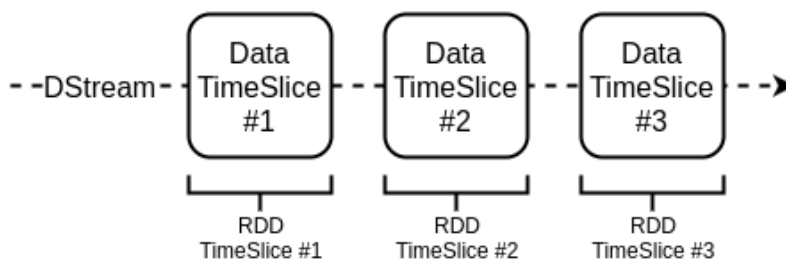 DStream
Data
TimeSlice
#1
Data
TimeSlice
#2
Data
TimeSlice
#3
RDD
TimeSlice #1
RDD
TimeSlice #2
RDD
TimeSlice #3